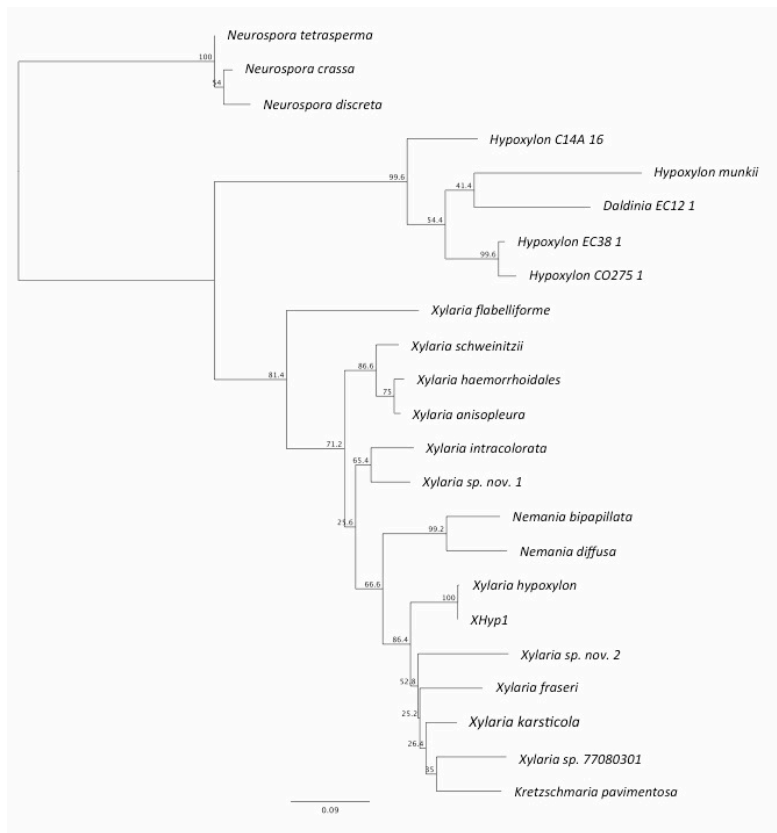 Neurospora tetrasperma
100
Neurospora crassa
54
Neurospora discreta
Hypoxylon C14A 16
Hypoxylon munkii
99.6
41.4
Daldinia EC12 1
54.4
Hypoxylon EC38 1
99.6
Hypoxylon CO275 1
Xylaria flabelliforme
Xylaria schweinitzii
86.6
81.4
Xylaria haemorrhoidales
75
Xylaria anisopleura
71.2
Xylaria intracolorata
65.4
Xylaria sp. nov. 1
Nemania bipapillata
25.6
99.2
Nemania diffusa
66.6
Xylaria hypoxylon
100
XHyp1
86.4
Xylaria sp. nov. 2
52.8
Xylaria fraseri
25.2
Xylaria karsticola
26.4
Xylaria sp. 77080301
35
Kretzschmaria pavimentosa
0.09